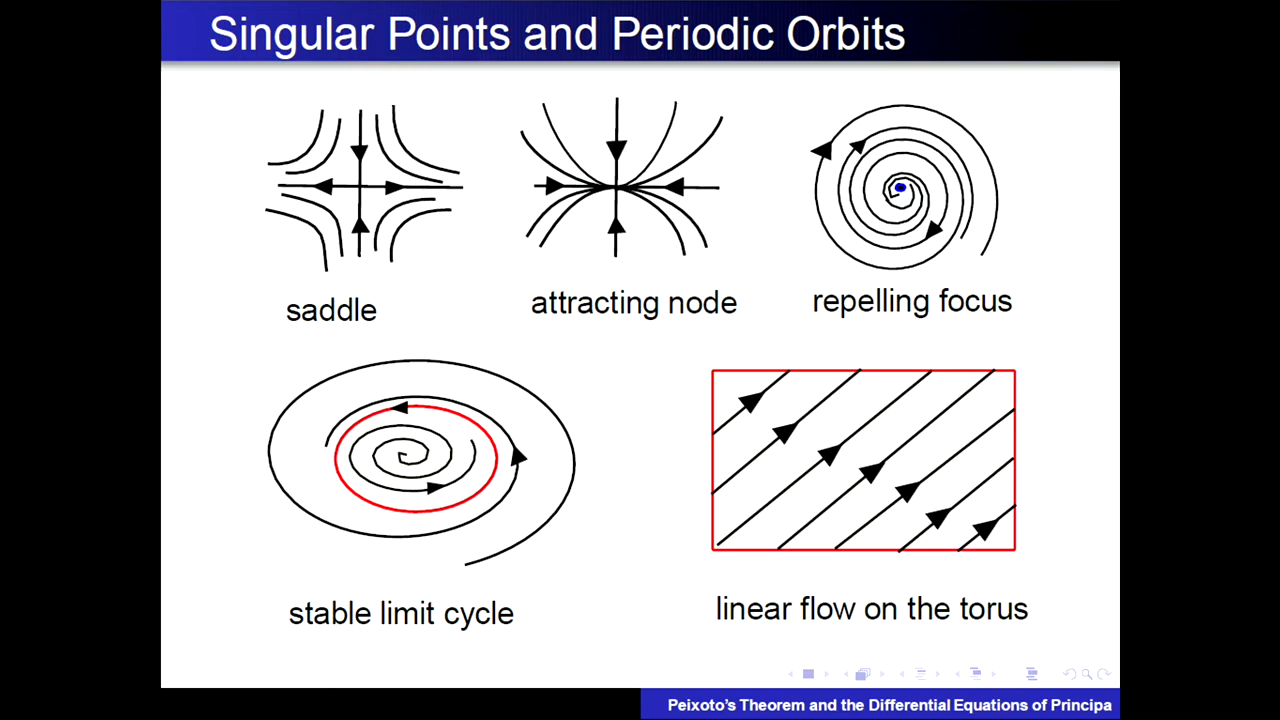 Singular Points and Periodic Orbits
saddle
attracting node
repelling focus
stable limit cycle
linear flow on the torus
Peixoto's Theorem and the Differential Equations of Principa